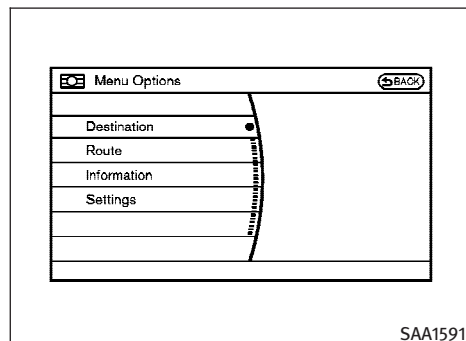 Menu Options
BACK
Destination
Route
Information
Settings
SAA1591